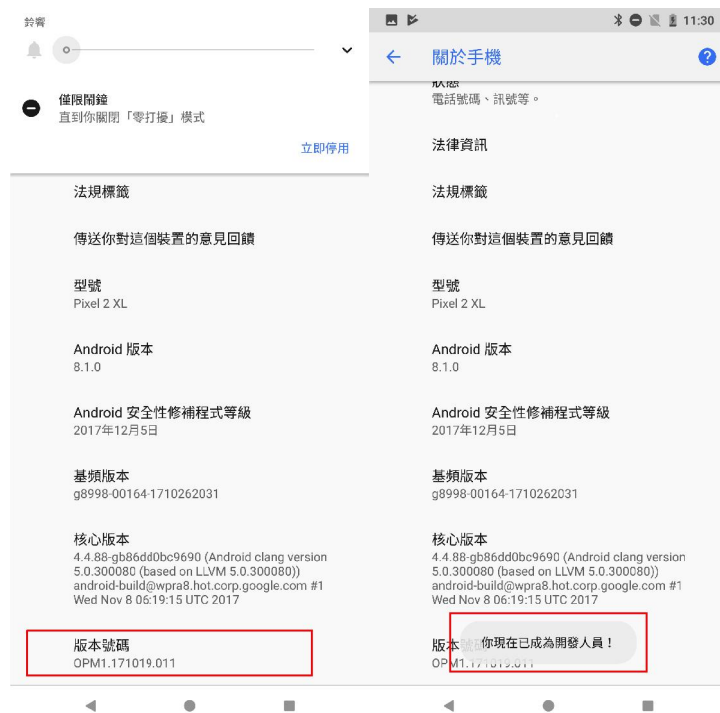 鈴響
僅限鬧鐘
直到你關閉「零打擾」模式
立即停用
法規標籤
傳送你對這個裝置的意見回饋
型號
Pixel 2 XL
Android 版本
8.1.0
Android 安全性修補程式等級
2017年12月5日
基頻版本
g8998-00164-1710262031
核心版本
4.4.88-gb86dd0bc9690 (Android clang version
5.0.300080 (based on LLVM 5.0.300080))
android-build@wpra8.hot.corp.google.com #1
Wed Nov 8 06:19:15 UTC 2017
版本號碼
OPM1.171019.011
11:30
關於手機
狀態
電話號碼、訊號等。
法律資訊
法規標籤
傳送你對這個裝置的意見回饋
型號
Pixel 2 XL
Android 版本
8.1.0
Android 安全性修補程式等級
2017年12月5日
基頻版本
g8998-00164-1710262031
核心版本
4.4.88-gb86dd0bc9690 (Android clang version
5.0.300080 (based on LLVM 5.0.300080))
android-build@wpra8.hot.corp.google.com #1
Wed Nov 8 06:19:15 UTC 2017
版本號碼
你現在已成為開發人員！
OPM1.171019.011